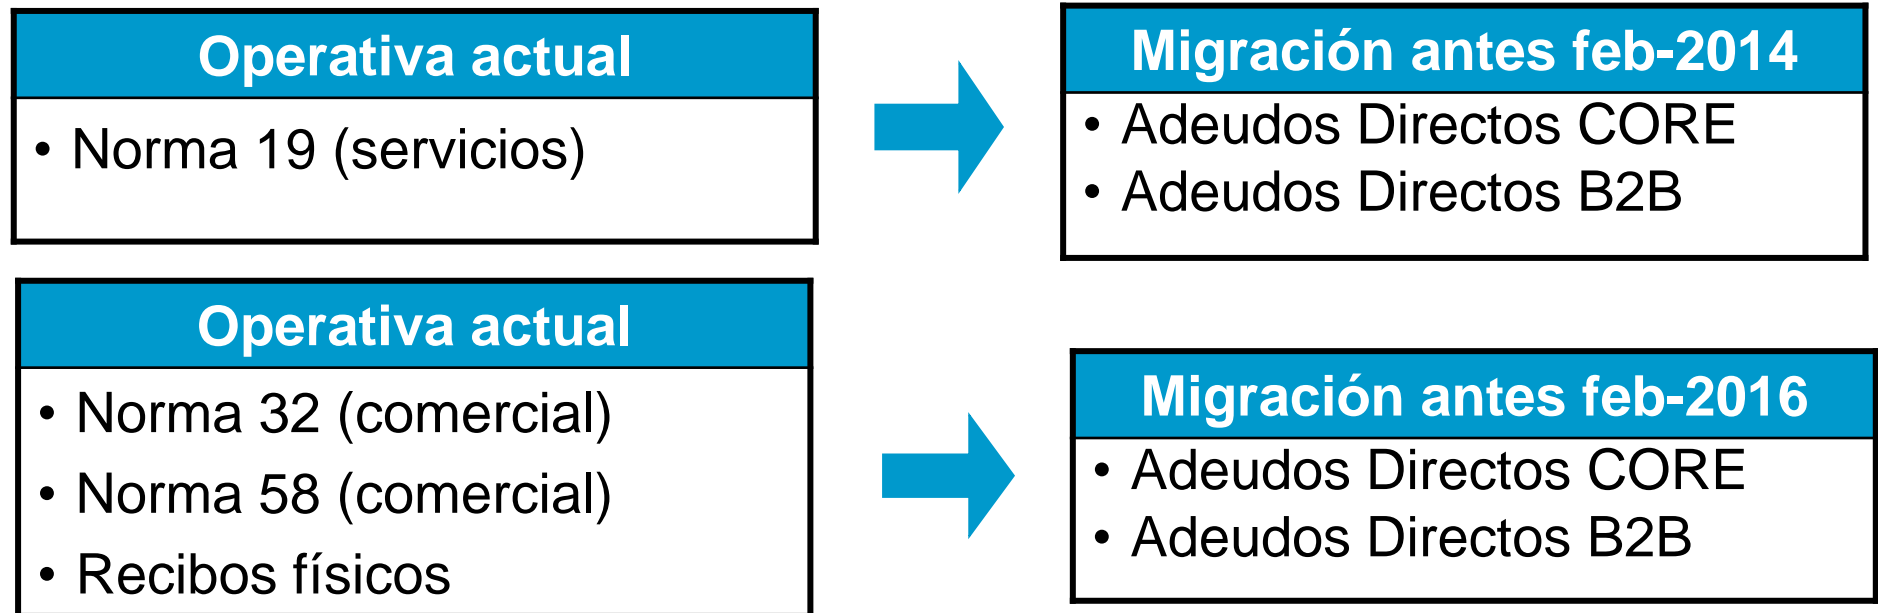 Operativa actual
• Norma 19 (servicios)
Migración antes feb-2014
• Adeudos Directos CORE
• Adeudos Directos B2B
Operativa actual
• Norma 32 (comercial)
• Norma 58 (comercial)
• Recibos físicos
Migración antes feb-2016
• Adeudos Directos CORE
• Adeudos Directos B2B